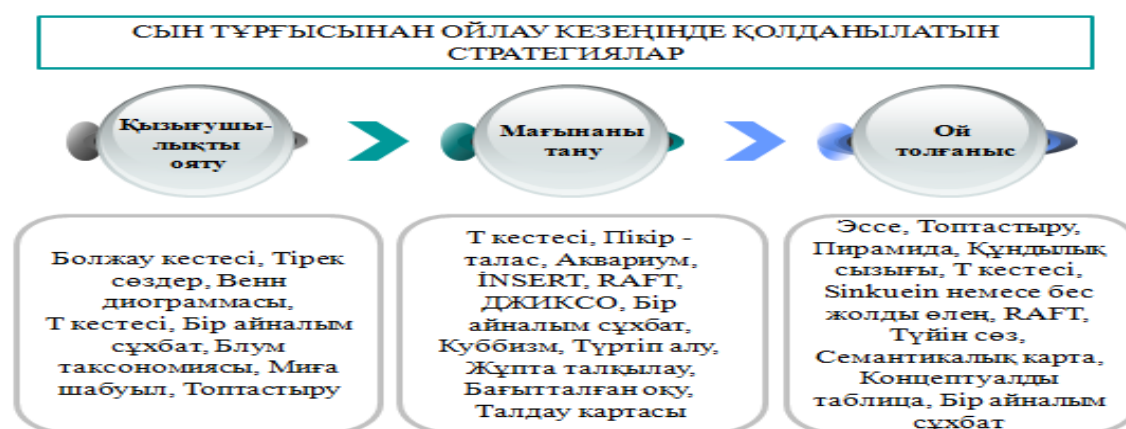 СЫН ТҰРҒЫСЫНАН ОЙЛАУ КЕЗЕҢІНДЕ ҚОЛДАНЫЛАТЫН
СТРАТЕГИЯЛАР
Қызығушы-
лықты
ояту
Мағынаны
тану
Ой
толғаныс
Болжау кестесі, Тірек
сөздер, Венн
диограммасы,
Т кестесі, Бір айналым
сұхбат, Блум
таксономиясы, Миға
шабуыл, Топтастыру
Т кестесі, Пікір -
талас, Аквариум,
İNSERT, RAFT,
ДЖИКСО, Бір
айналым сұхбат,
Куббизм, Түртіп алу,
Жұпта талқылау,
Бағытталған оқу,
Талдау картасы
Эссе, Топтастыру,
Пирамида, Құндылық
сызығы, Т кестесі,
Sinkuein немесе бес
жолды өлең, RAFT,
Түйін сөз,
Семантикалық карта,
Концептуалды
таблица, Бір айналым
сұхбат